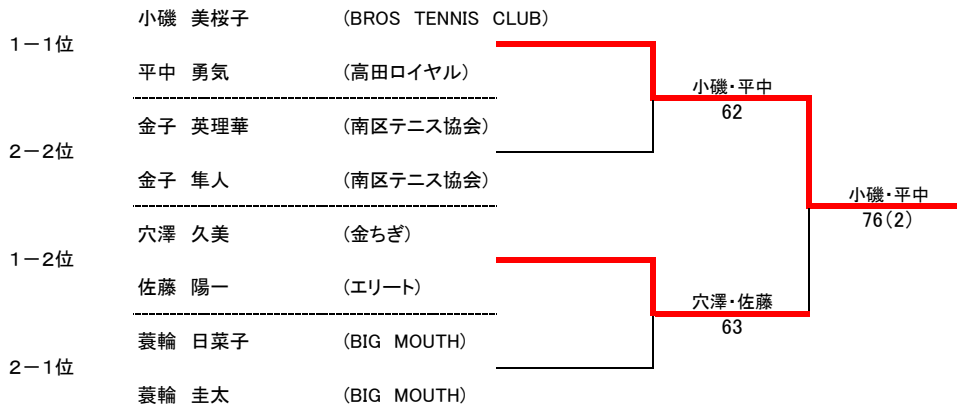 小磯 美桜子 (BROS TENNIS CLUB)
1－1位
平中 勇気 (高田ロイヤル)
小磯・平中
62
金子 英理華 (南区テニス協会)
2－2位
金子 隼人 (南区テニス協会)
小磯・平中
76(2)
穴澤 久美 (金ちぎ)
1－2位
佐藤 陽一 (エリート)
穴澤・佐藤
63
蓑輪 日菜子 (BIG MOUTH)
2－1位
蓑輪 圭太 (BIG MOUTH)